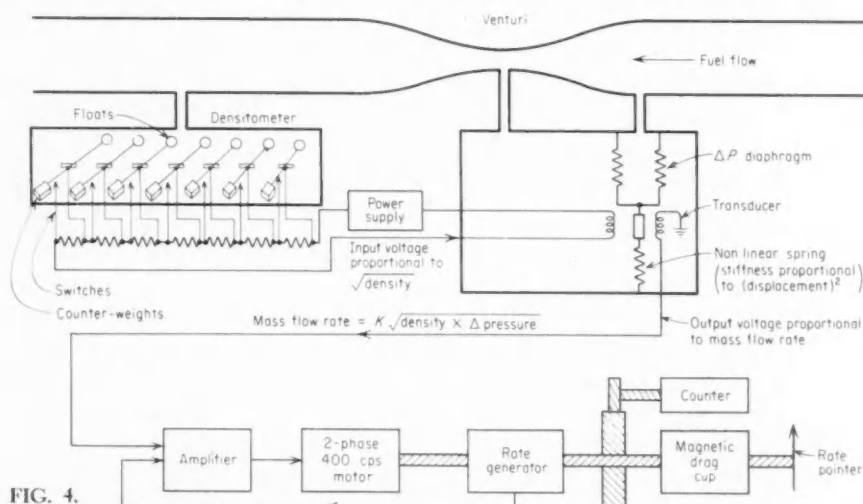 Venturi
Fuel flow
Floats
Densitometer
ΔP diaphragm
Power
supply
Transducer
Input voltage
proportional to
√density
Non linear spring
(stiffness proportional
to (displacement)²
Switches
Counter-weights
Mass flow rate = K √density × Δ pressure
Output voltage proportional
to mass flow rate
Counter
Amplifier
2-phase
400 cps
motor
Rate
generator
Magnetic
drag
cup
Rate
pointer
FIG. 4.